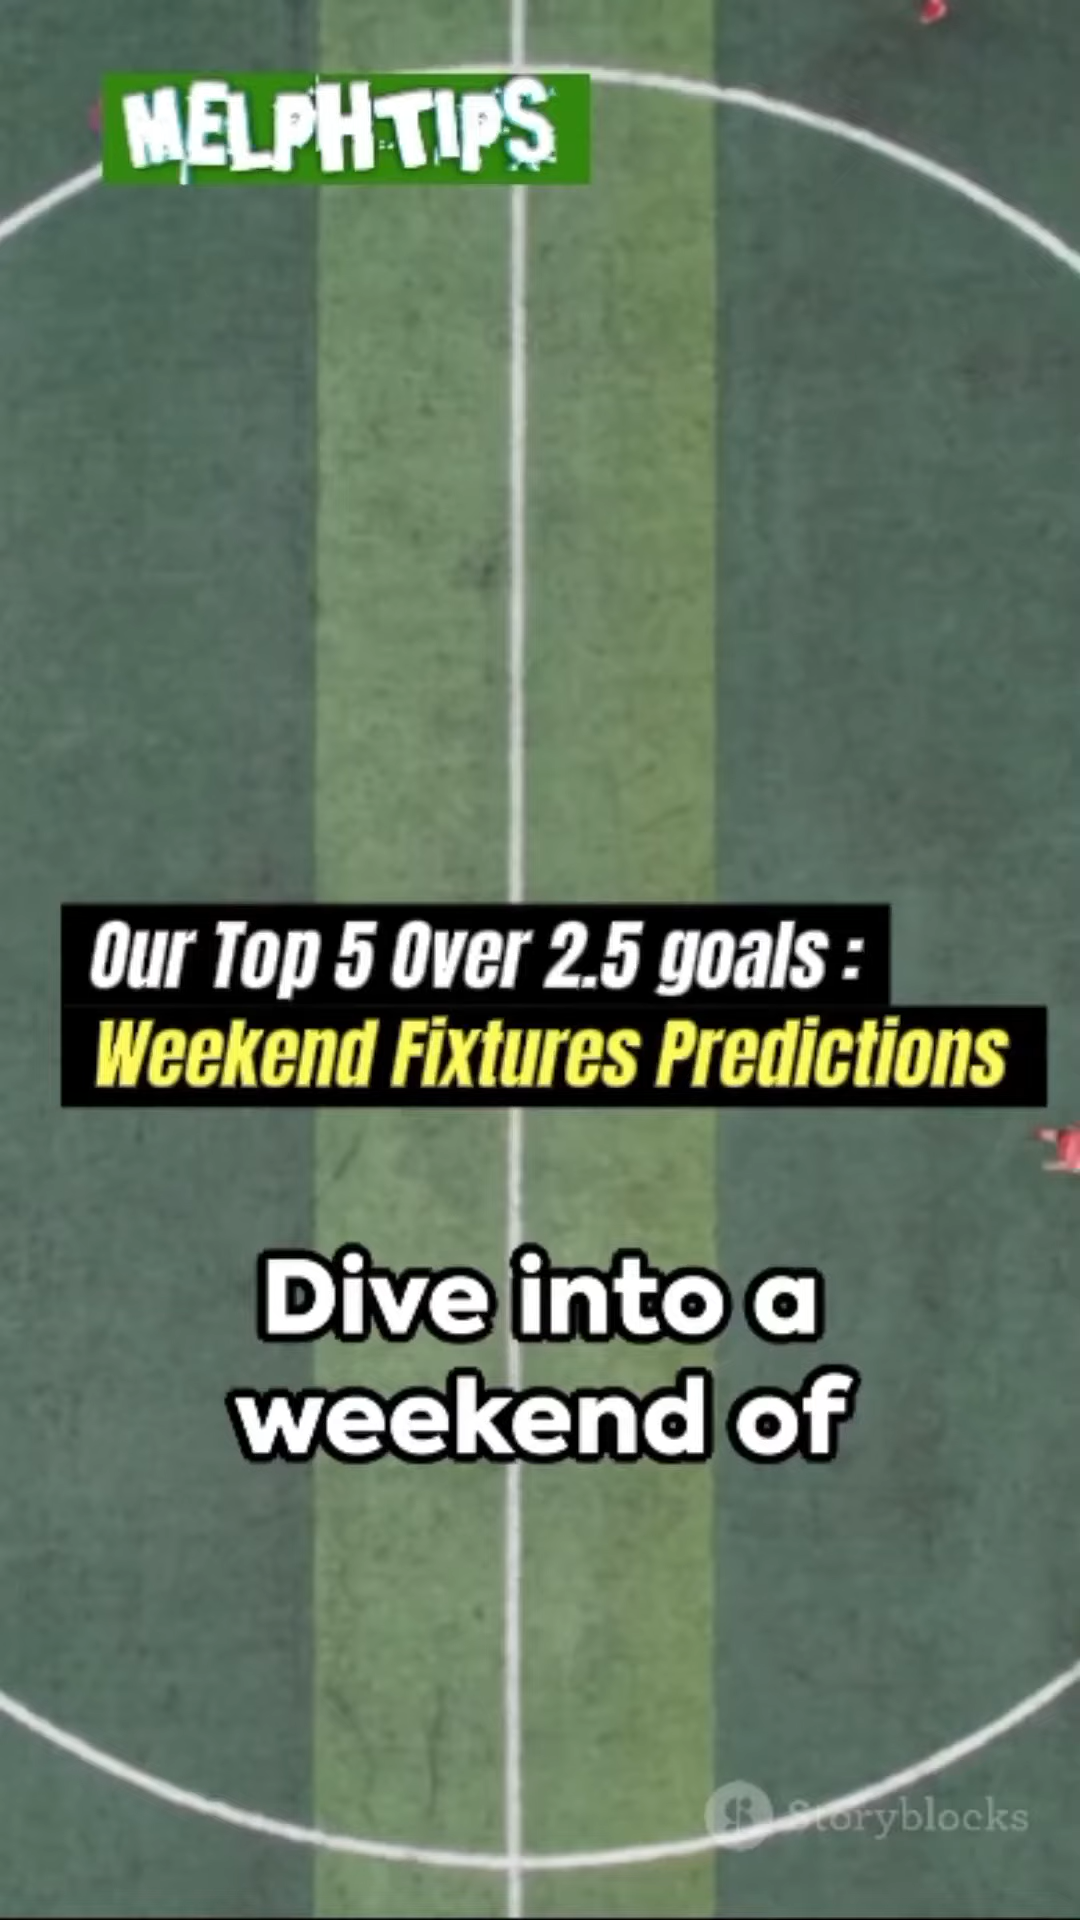 MELPHTIPS
Our Top 5 Over 2.5 goals :
Weekend Fixtures Predictions
Dive into a
weekend of
Storyblocks